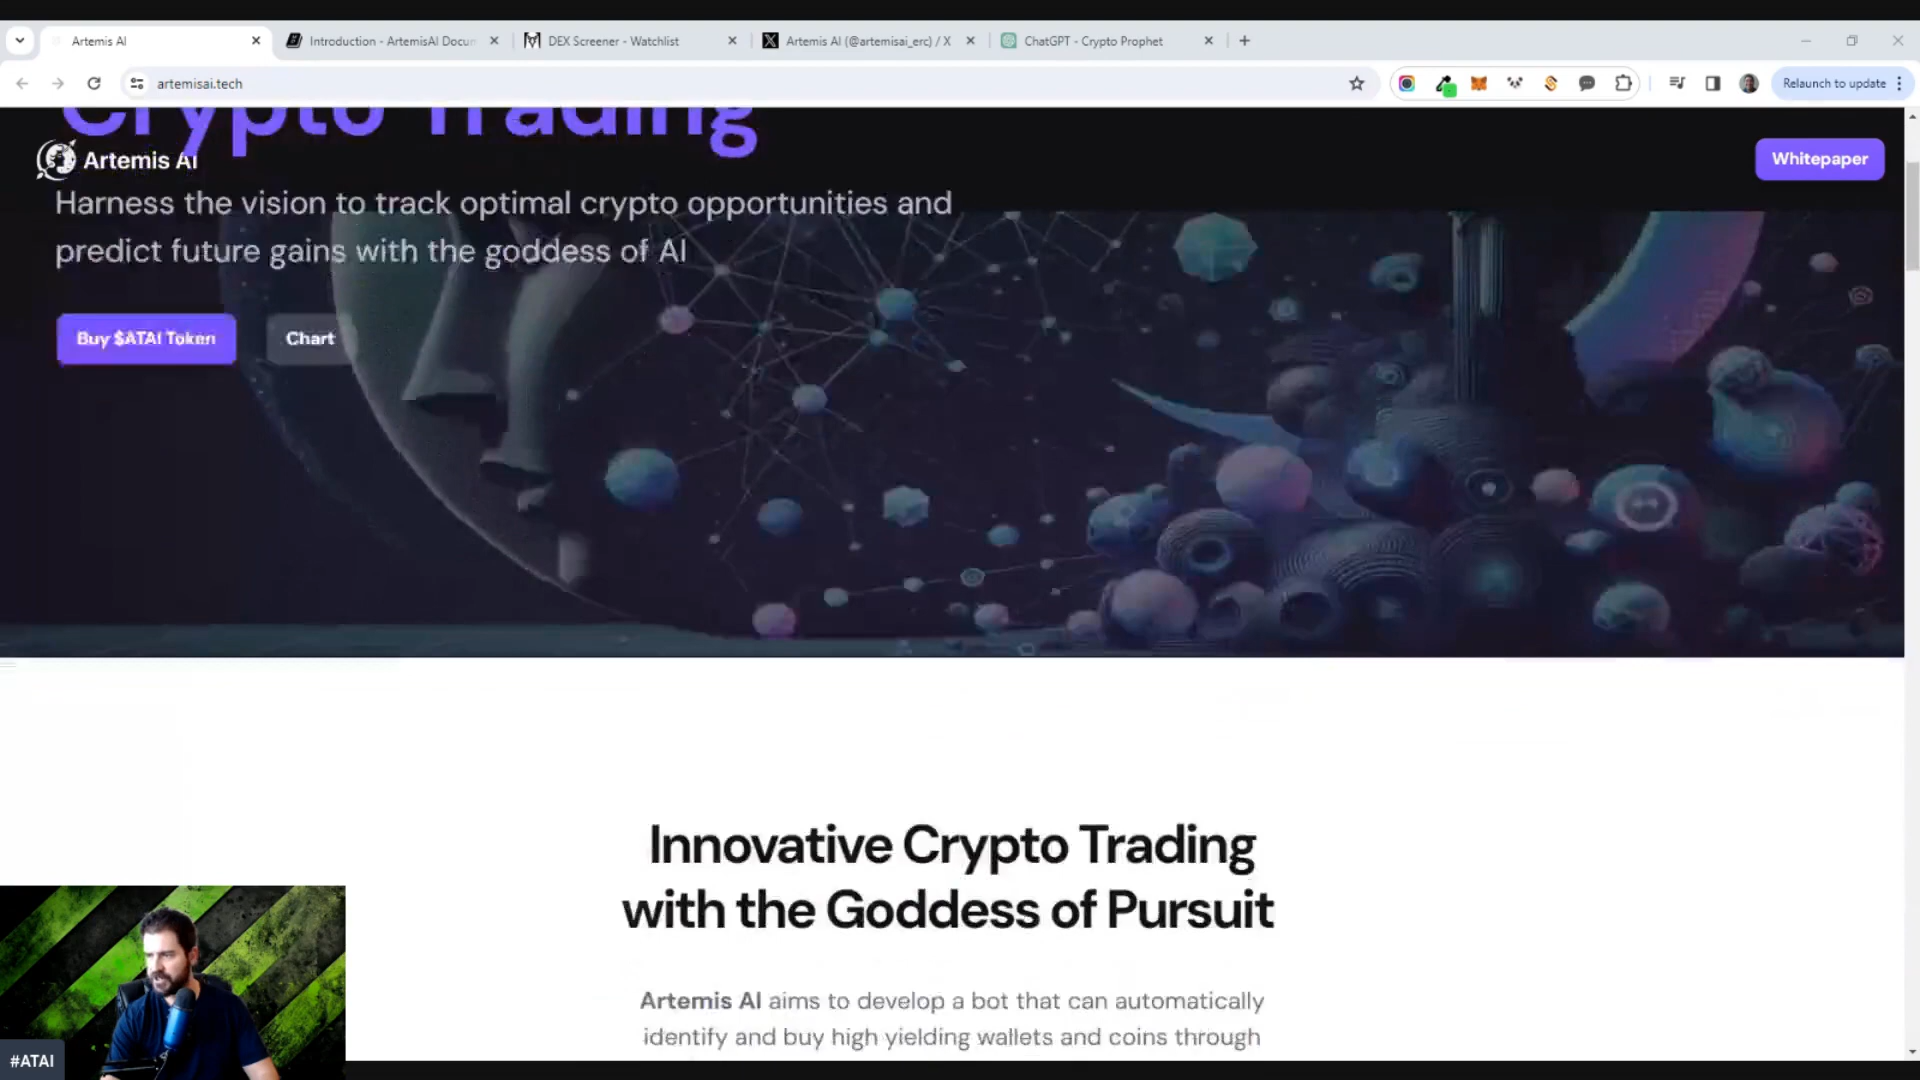 Artemis AI
Introduction - ArtemisAI Docun
DEX Screener - Watchlist
Artemis AI (@artemisai_erc) / X
ChatGPT - Crypto Prophet
artemisai.tech
Relaunch to update
Crypto Trading
Artemis AI
Whitepaper
Harness the vision to track optimal crypto opportunities and
predict future gains with the goddess of AI
Buy $ATAI Token
Chart
Innovative Crypto Trading
with the Goddess of Pursuit
Artemis AI aims to develop a bot that can automatically
identify and buy high yielding wallets and coins through
#ATAI